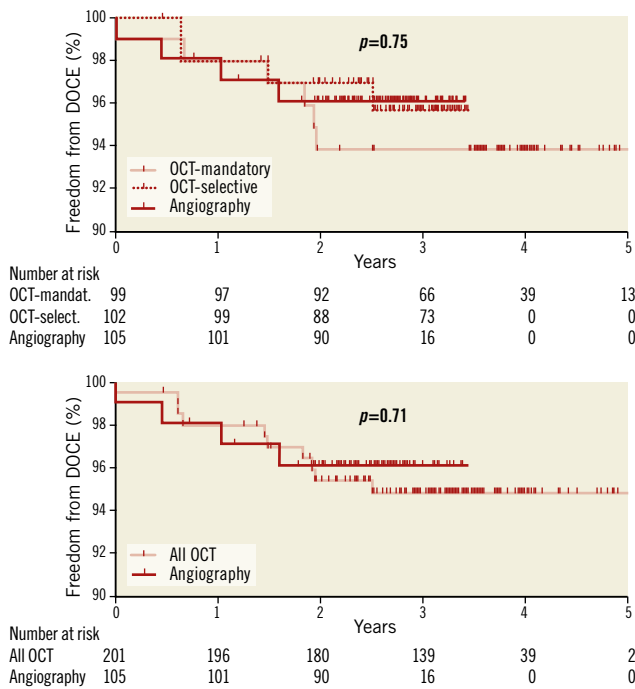 100
98
96
94
92
90
Freedom from DOCE (%)
p=0.75
OCT-mandatory
OCT-selective
Angiography
0 1 2 3 4 5
Years
Number at risk
OCT-mandat. 99 97 92 66 39 13
OCT-select. 102 99 88 73 0 0
Angiography 105 101 90 16 0 0
100
98
96
94
92
90
Freedom from DOCE (%)
p=0.71
All OCT
Angiography
0 1 2 3 4 5
Years
Number at risk
All OCT 201 196 180 139 39 2
Angiography 105 101 90 16 0 0